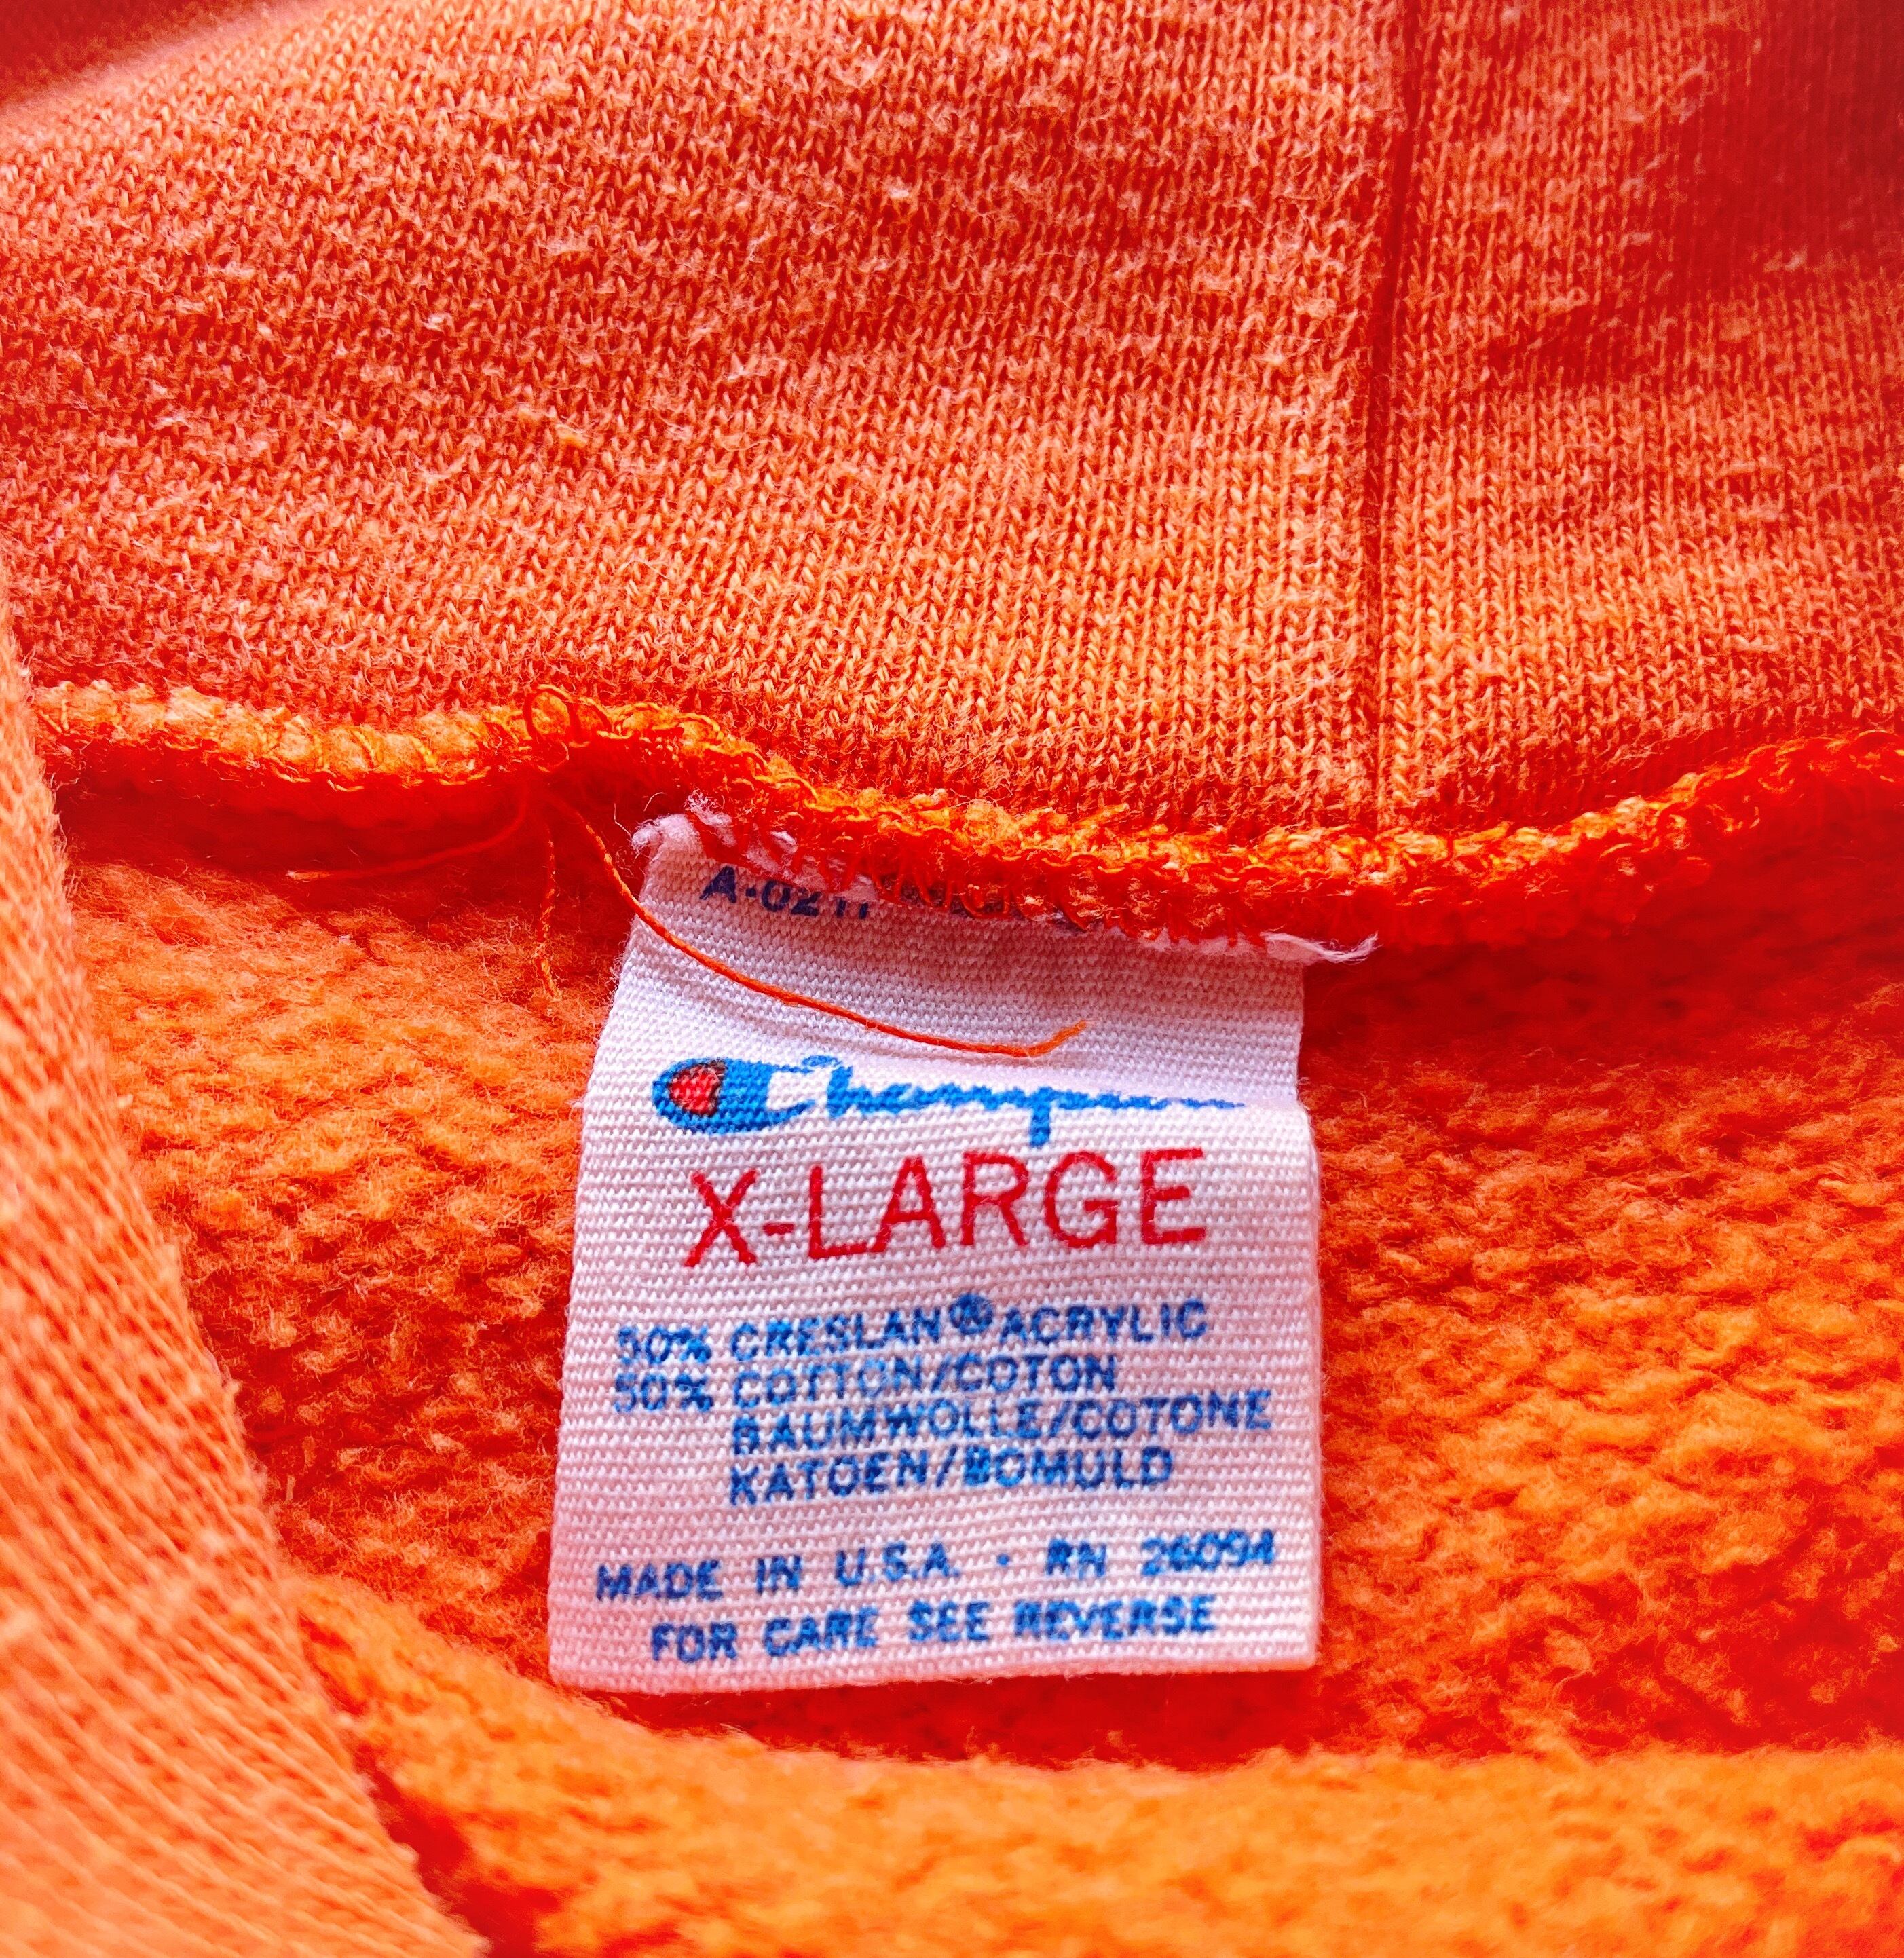 A-0211
Champion
X-LARGE
50% CRESLAN® ACRYLIC
50% COTTON/COTON
BAUMWOLLE/COTONE
KATOEN/BOMULD
MADE IN U.S.A. · RN 26094
FOR CARE SEE REVERSE